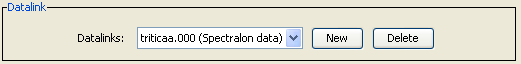 Datalink
Datalinks: triticaa.000 (Spectralon data) New Delete